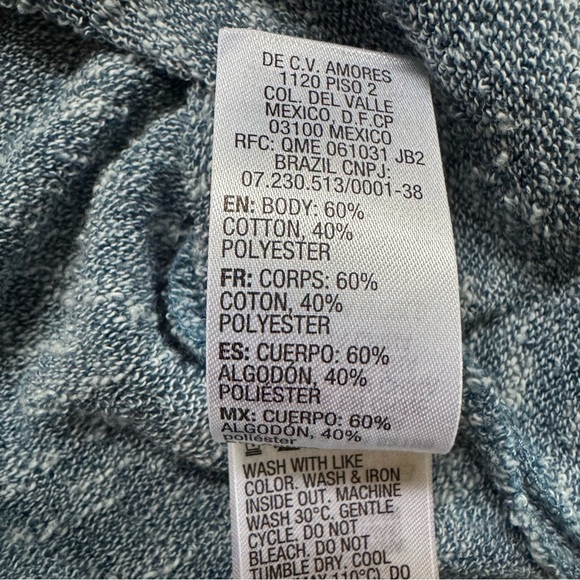 DE C.V. AMORES
1120 PISO 2
COL. DEL VALLE
MEXICO, D.F.CP
03100 MEXICO
RFC: QME 061031 JB2
BRAZIL CNPJ:
07.230.513/0001-38
EN: BODY: 60%
COTTON, 40%
POLYESTER
FR: CORPS: 60%
COTON, 40%
POLYESTER
ES: CUERPO: 60%
ALGODÓN, 40%
POLIÉSTER
MX: CUERPO: 60%
ALGODÓN, 40%
poliéster
WASH WITH LIKE
COLOR. WASH & IRON
INSIDE OUT. MACHINE
WASH 30°C. GENTLE
CYCLE. DO NOT
BLEACH. DO NOT
TUMBLE DRY. COOL
110°C). DO